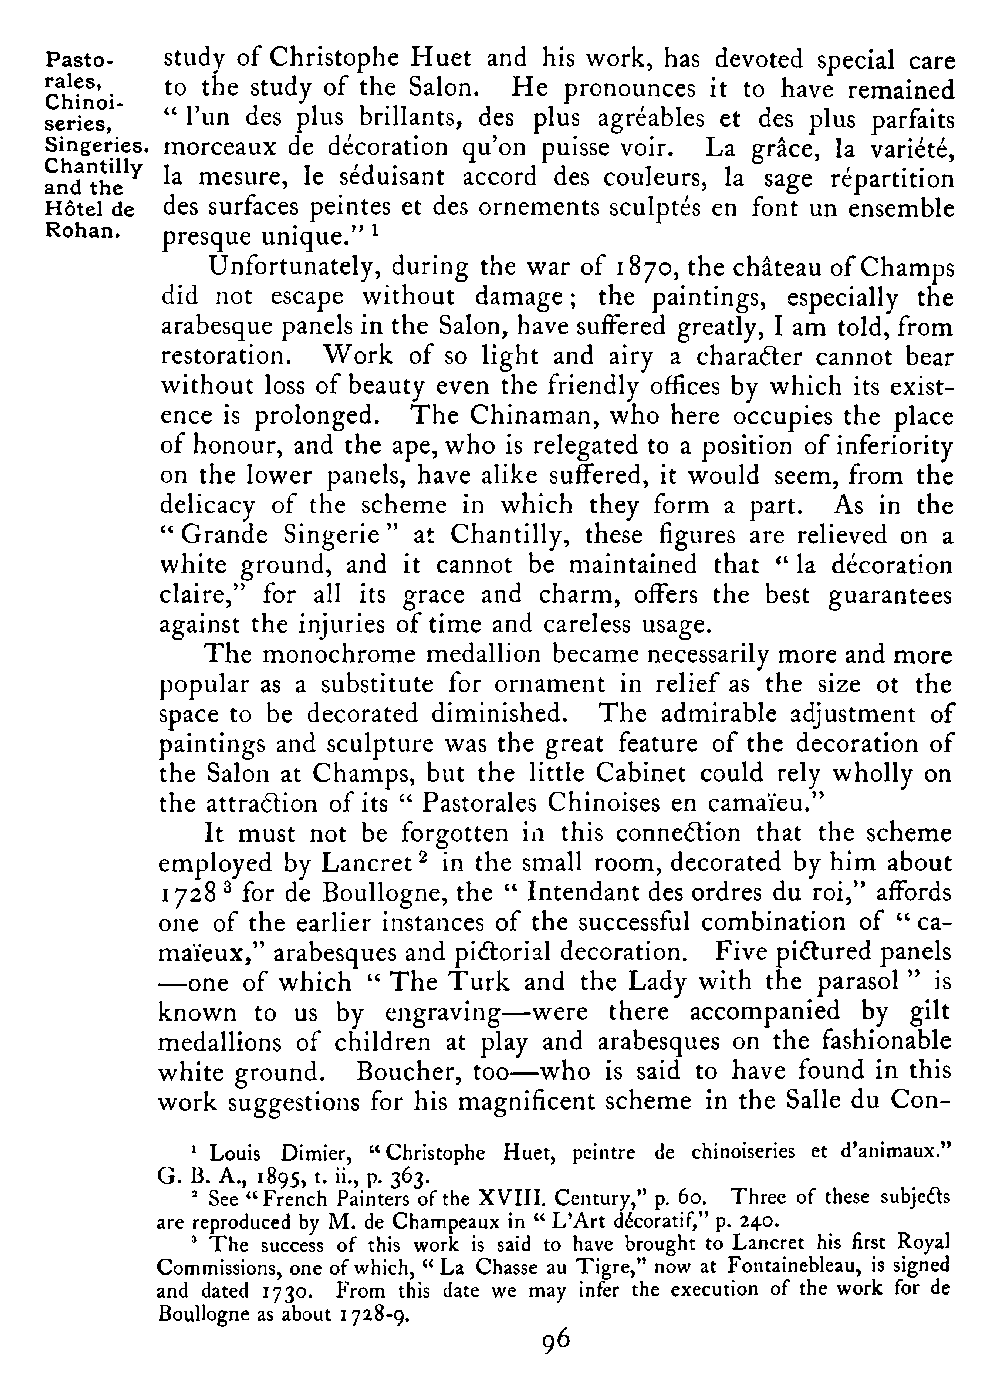 Pasto-
rales,
Chinoi-
series,
Singeries.
Chantilly
and the
Hôtel de
Rohan.
study of Christophe Huet and his work, has devoted special care
to the study of the Salon. He pronounces it to have remained
“ l’un des plus brillants, des plus agréables et des plus parfaits
morceaux de décoration qu’on puisse voir. La grâce, la variété,
la mesure, le séduisant accord des couleurs, la sage répartition
des surfaces peintes et des ornements sculptés en font un ensemble
presque unique.” ¹
Unfortunately, during the war of 1870, the château of Champs
did not escape without damage ; the paintings, especially the
arabesque panels in the Salon, have suffered greatly, I am told, from
restoration. Work of so light and airy a character cannot bear
without loss of beauty even the friendly offices by which its exist-
ence is prolonged. The Chinaman, who here occupies the place
of honour, and the ape, who is relegated to a position of inferiority
on the lower panels, have alike suffered, it would seem, from the
delicacy of the scheme in which they form a part. As in the
“ Grande Singerie ” at Chantilly, these figures are relieved on a
white ground, and it cannot be maintained that “ la décoration
claire,” for all its grace and charm, offers the best guarantees
against the injuries of time and careless usage.
The monochrome medallion became necessarily more and more
popular as a substitute for ornament in relief as the size ot the
space to be decorated diminished. The admirable adjustment of
paintings and sculpture was the great feature of the decoration of
the Salon at Champs, but the little Cabinet could rely wholly on
the attraction of its “ Pastorales Chinoises en camaïeu.”
It must not be forgotten in this connection that the scheme
employed by Lancret ² in the small room, decorated by him about
1728 ³ for de Boullogne, the “ Intendant des ordres du roi,” affords
one of the earlier instances of the successful combination of “ ca-
maïeux,” arabesques and pictorial decoration. Five pictured panels
—one of which “ The Turk and the Lady with the parasol ” is
known to us by engraving—were there accompanied by gilt
medallions of children at play and arabesques on the fashionable
white ground. Boucher, too—who is said to have found in this
work suggestions for his magnificent scheme in the Salle du Con-
¹ Louis Dimier, “ Christophe Huet, peintre de chinoiseries et d’animaux.”
G. B. A., 1895, t. ii., p. 363.
² See “ French Painters of the XVIII. Century,” p. 60. Three of these subjects
are reproduced by M. de Champeaux in “ L’Art décoratif,” p. 240.
³ The success of this work is said to have brought to Lancret his first Royal
Commissions, one of which, “ La Chasse au Tigre,” now at Fontainebleau, is signed
and dated 1730. From this date we may infer the execution of the work for de
Boullogne as about 1728-9.
96